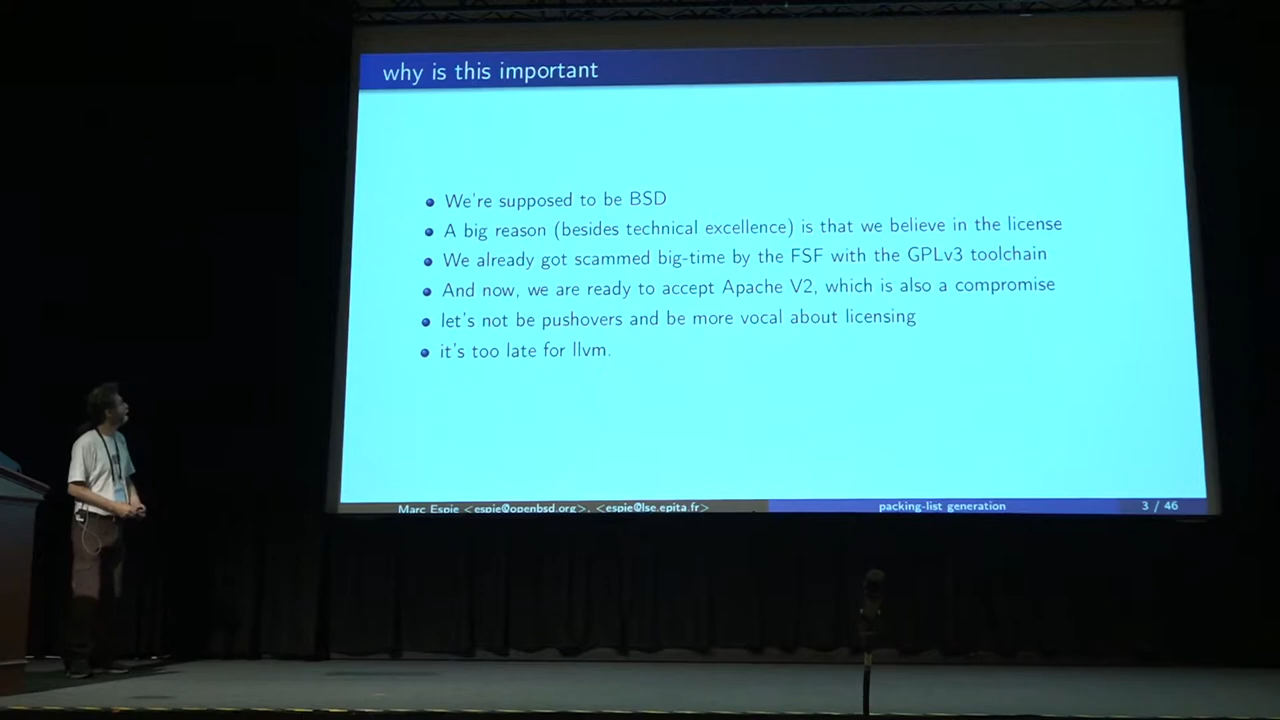 why is this important
We're supposed to be BSD
A big reason (besides technical excellence) is that we believe in the license
We already got scammed big-time by the FSF with the GPLv3 toolchain
And now, we are ready to accept Apache V2, which is also a compromise
let's not be pushovers and be more vocal about licensing
it's too late for llvm.
Marc Espie <espie@openbsd.org>, <espie@lse.epita.fr> packing-list generation 3 / 46